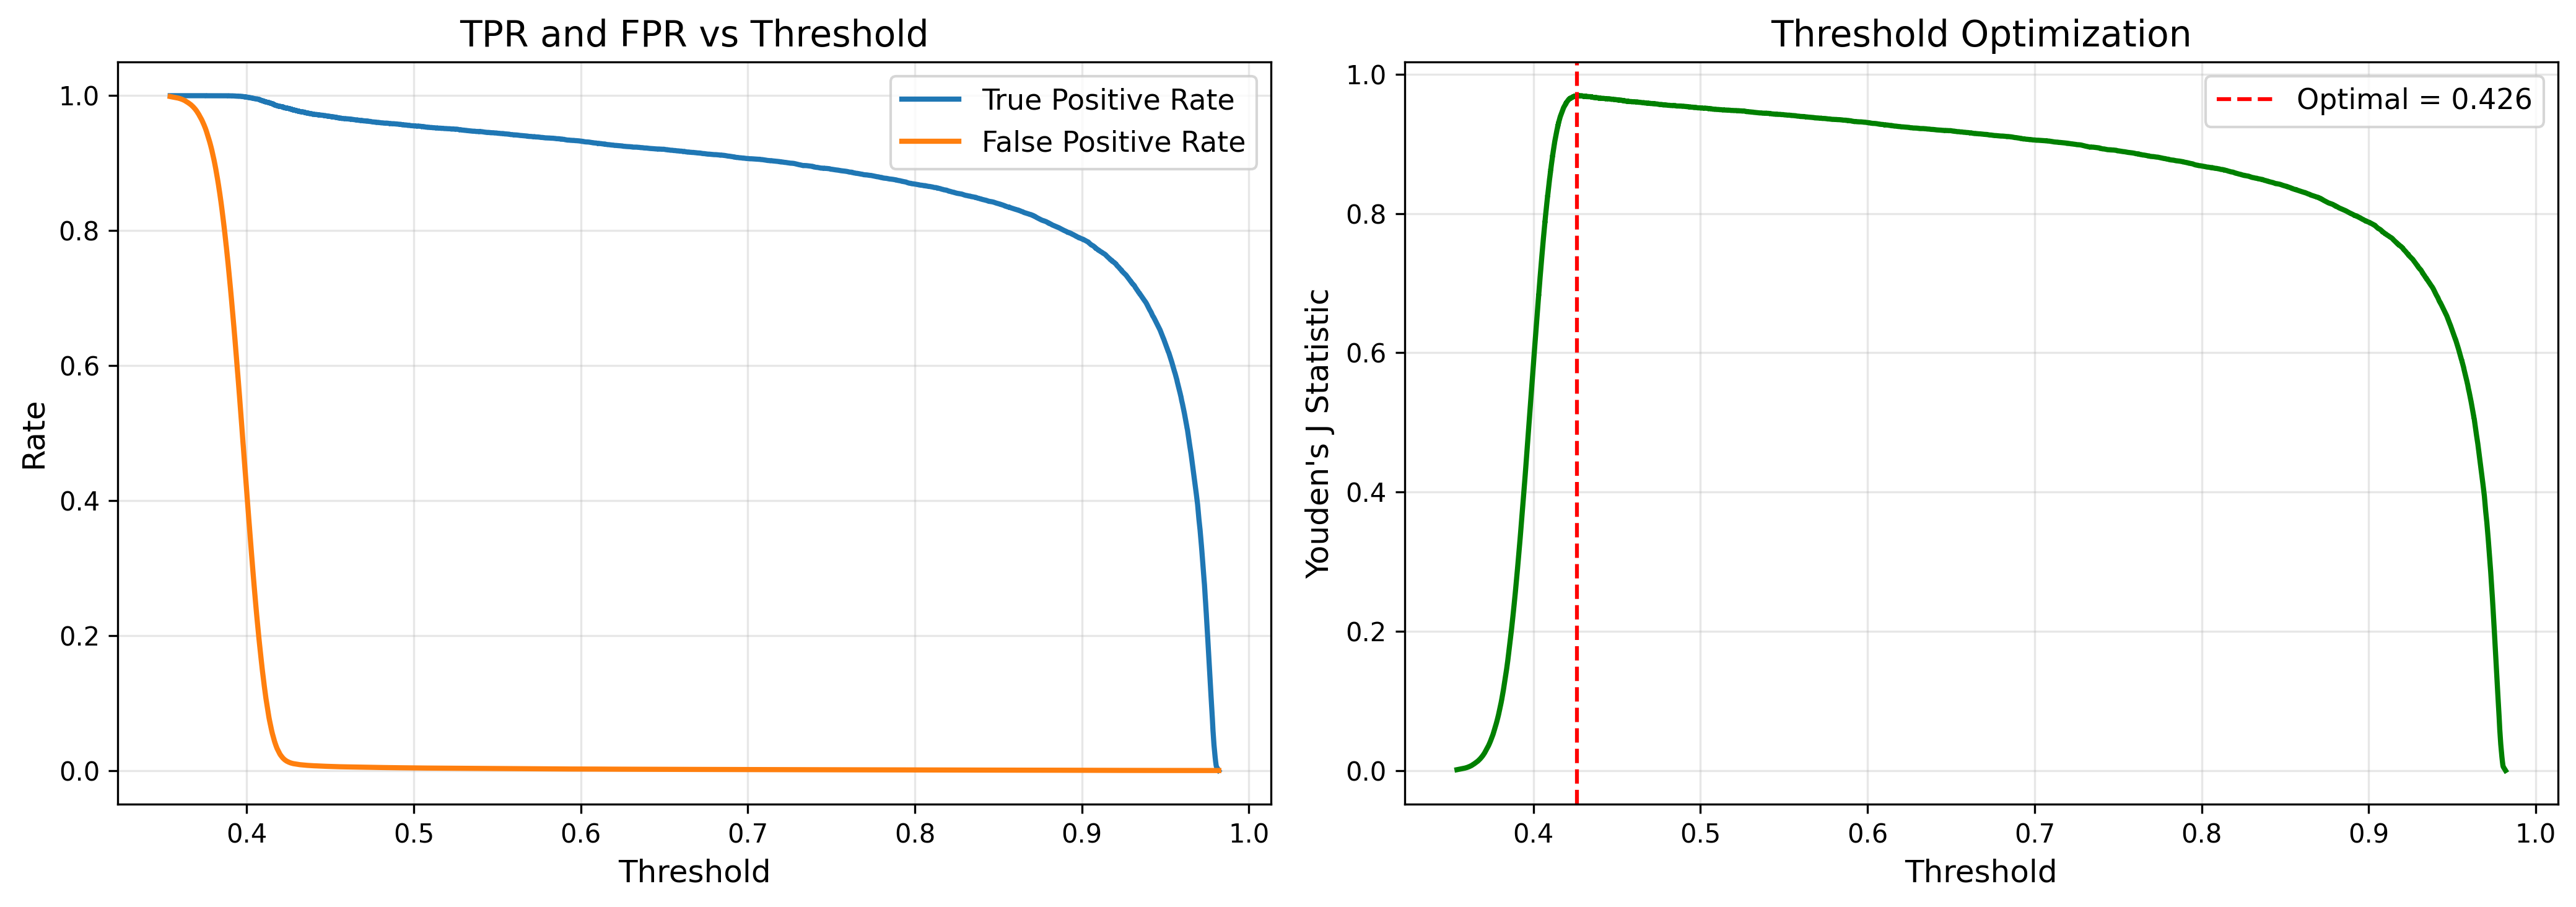 TPR and FPR vs Threshold
True Positive Rate
False Positive Rate
Rate
1.0
0.8
0.6
0.4
0.2
0.0
0.4 0.5 0.6 0.7 0.8 0.9 1.0
Threshold
Threshold Optimization
Optimal = 0.426
Youden's J Statistic
1.0
0.8
0.6
0.4
0.2
0.0
0.4 0.5 0.6 0.7 0.8 0.9 1.0
Threshold